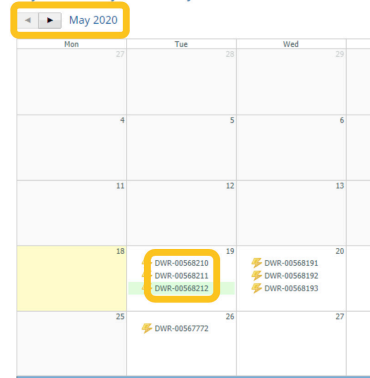 May 2020
Mon Tue Wed
27 28 29
4 5 6
11 12 13
18 19 20
DWR-00568210 DWR-00568191
DWR-00568211 DWR-00568192
DWR-00568212 DWR-00568193
25 26 27
DWR-00567772